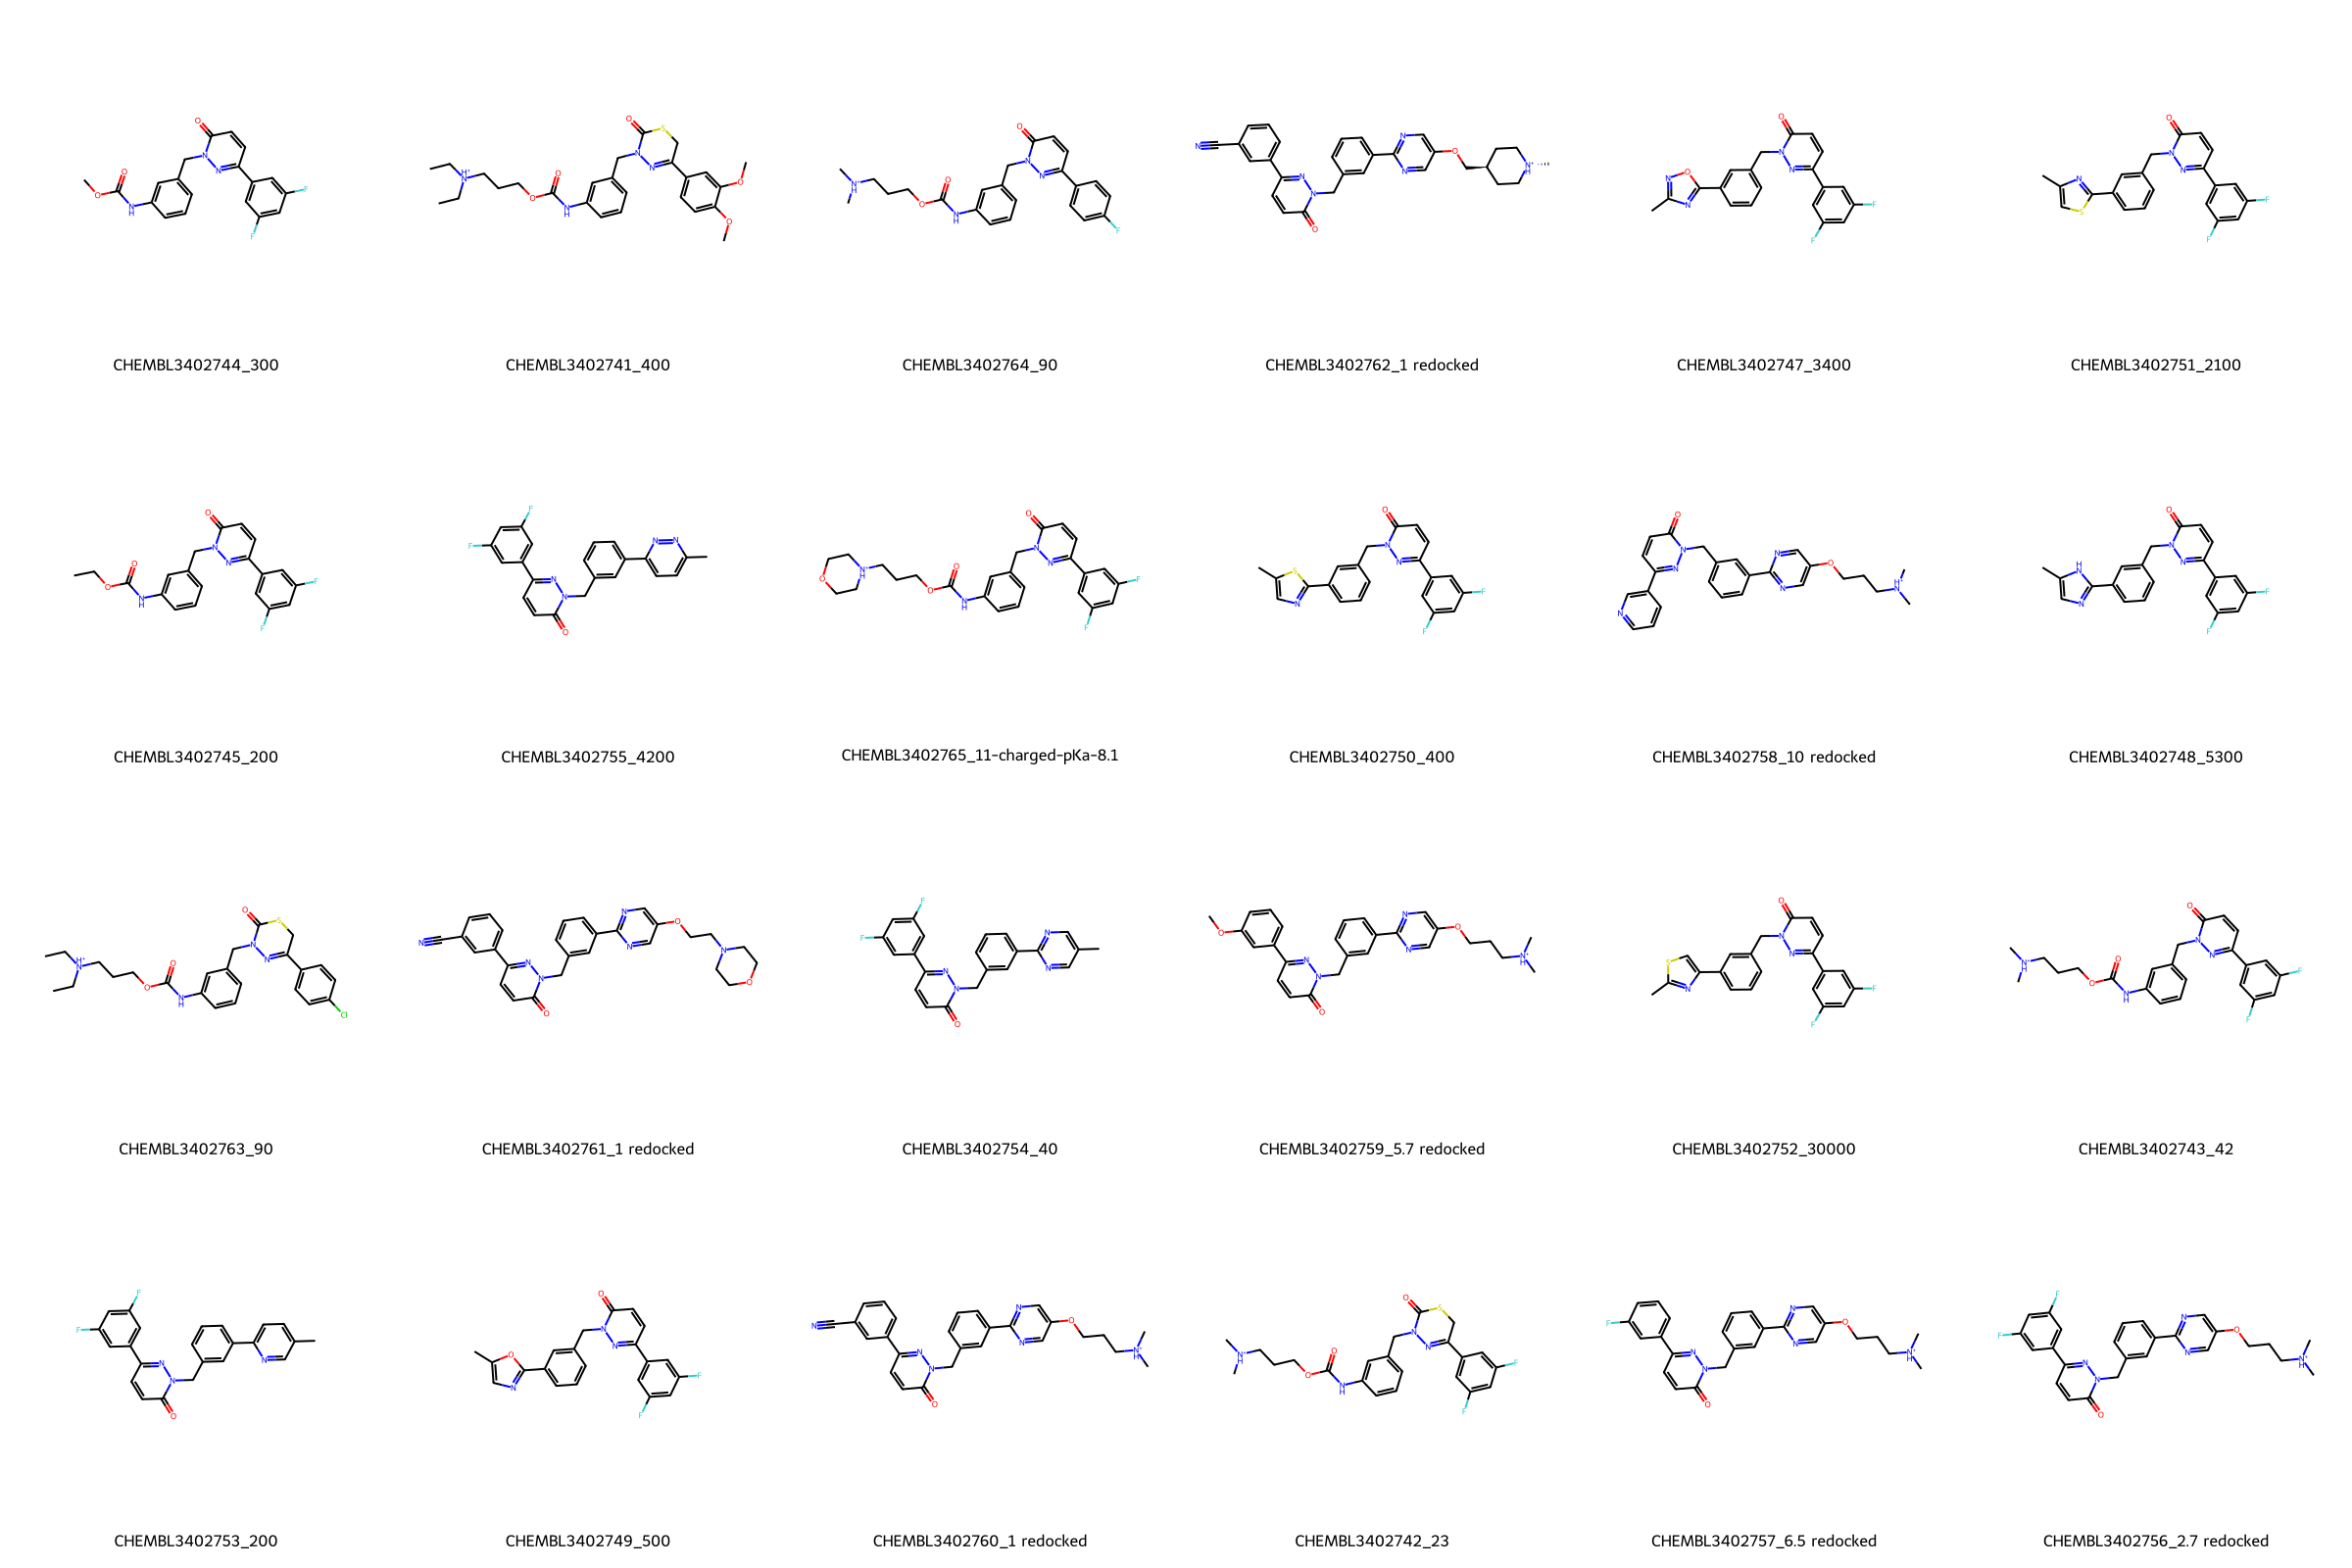 CHEMBL3402744_300
CHEMBL3402741_400
CHEMBL3402764_90
CHEMBL3402762_1 redocked
CHEMBL3402747_3400
CHEMBL3402751_2100
CHEMBL3402745_200
CHEMBL3402755_4200
CHEMBL3402765_11-charged-pKa-8.1
CHEMBL3402750_400
CHEMBL3402758_10 redocked
CHEMBL3402748_5300
CHEMBL3402763_90
CHEMBL3402761_1 redocked
CHEMBL3402754_40
CHEMBL3402759_5.7 redocked
CHEMBL3402752_30000
CHEMBL3402743_42
CHEMBL3402753_200
CHEMBL3402749_500
CHEMBL3402760_1 redocked
CHEMBL3402742_23
CHEMBL3402757_6.5 redocked
CHEMBL3402756_2.7 redocked